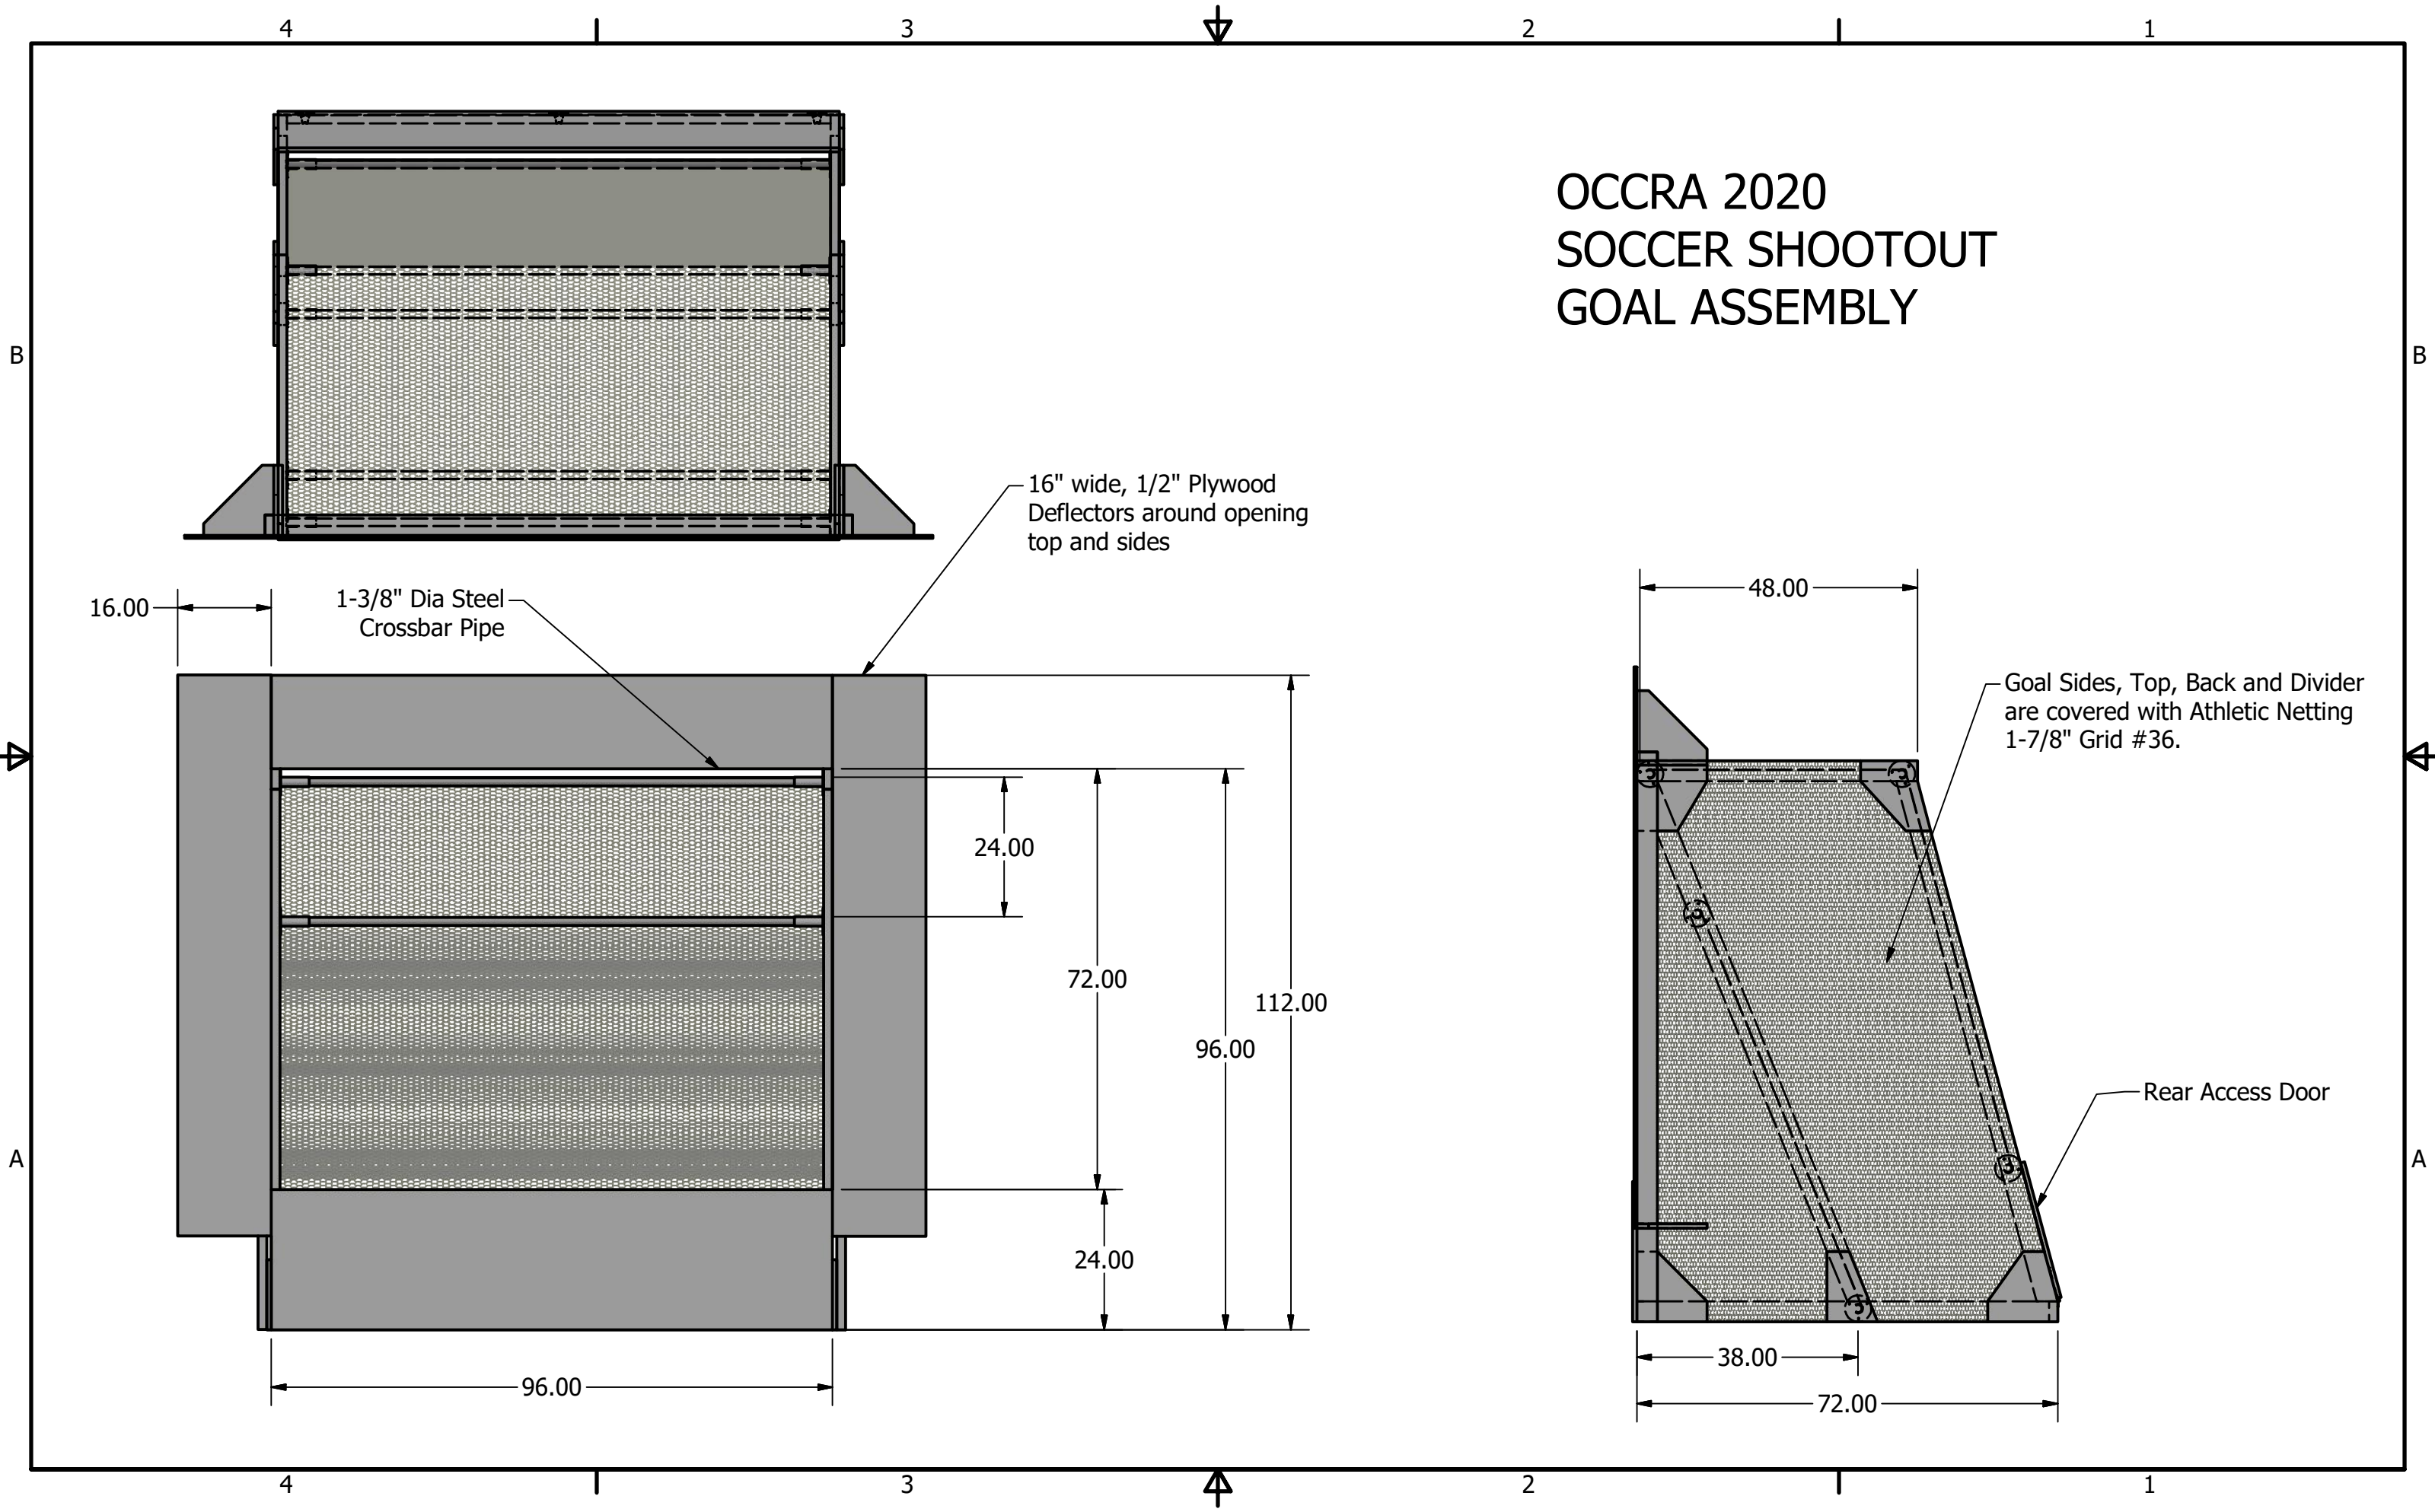 4
3
2
1
OCCRA 2020
SOCCER SHOOTOUT
GOAL ASSEMBLY
B
B
16" wide, 1/2" Plywood
Deflectors around opening
top and sides
1-3/8" Dia Steel
Crossbar Pipe
16.00
48.00
Goal Sides, Top, Back and Divider
are covered with Athletic Netting
1-7/8" Grid #36.
24.00
72.00
112.00
96.00
Rear Access Door
A
A
24.00
38.00
96.00
72.00
4
3
2
1